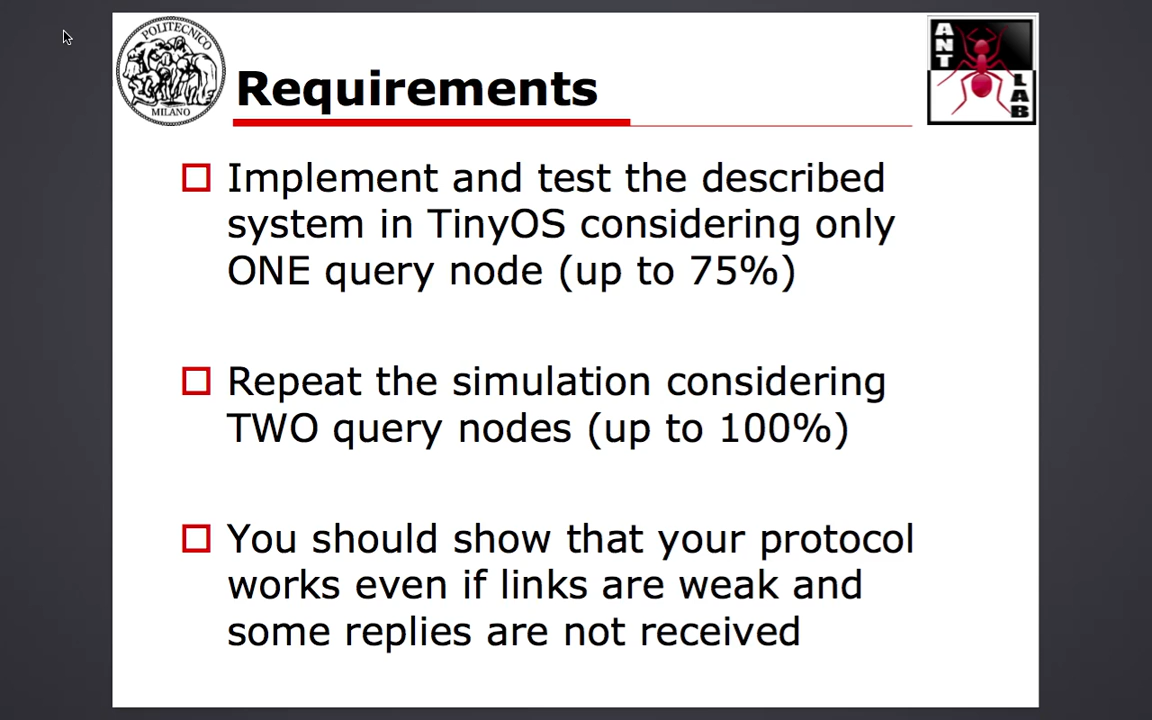 POLITECNICO
MILANO
Requirements
ANT
LAB
Implement and test the described
system in TinyOS considering only
ONE query node (up to 75%)
Repeat the simulation considering
TWO query nodes (up to 100%)
You should show that your protocol
works even if links are weak and
some replies are not received